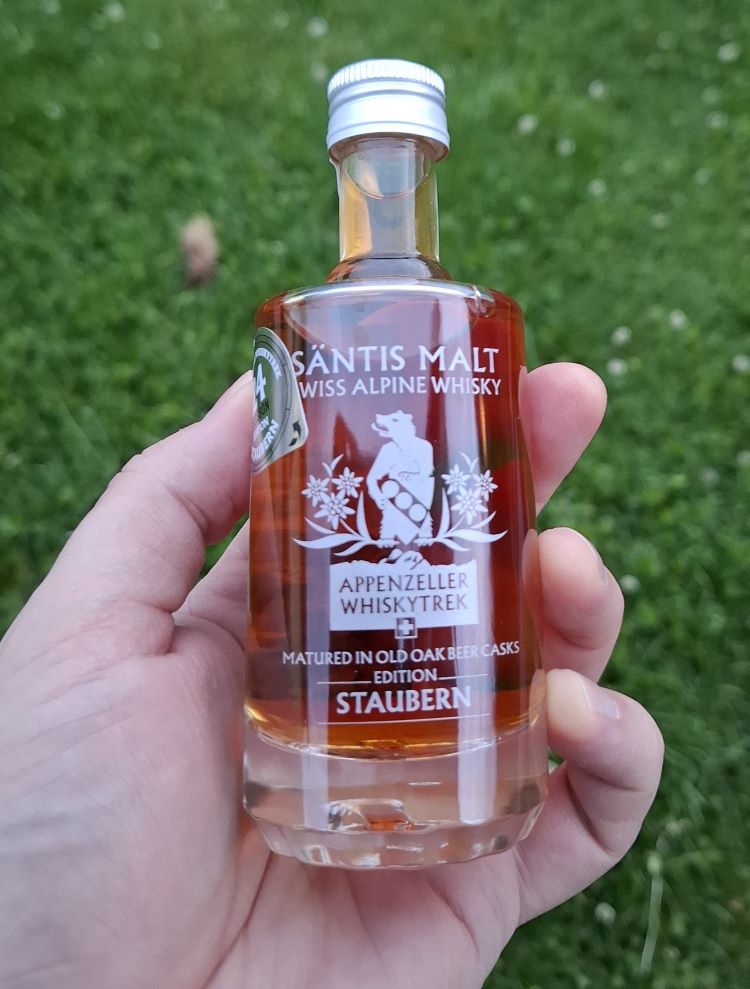 SÄNTIS MALT
WISS ALPINE WHISKY
APPENZELLER
WHISKYTREK
MATURED IN OLD OAK BEER CASKS
EDITION
STAUBERN